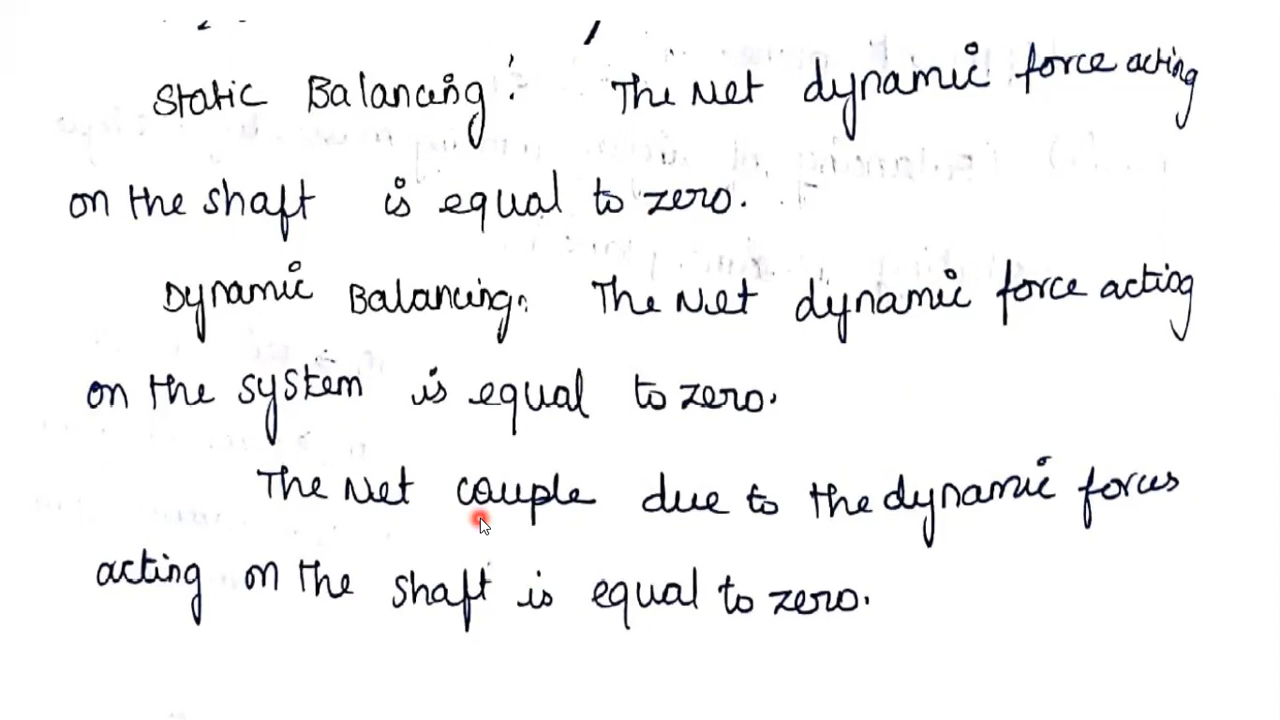 Static Balancing: The Net dynamic force acting
on the shaft is equal to zero.
Dynamic Balancing: The Net dynamic force acting
on the system is equal to zero.
The Net couple due to the dynamic forces
acting on the shaft is equal to zero.